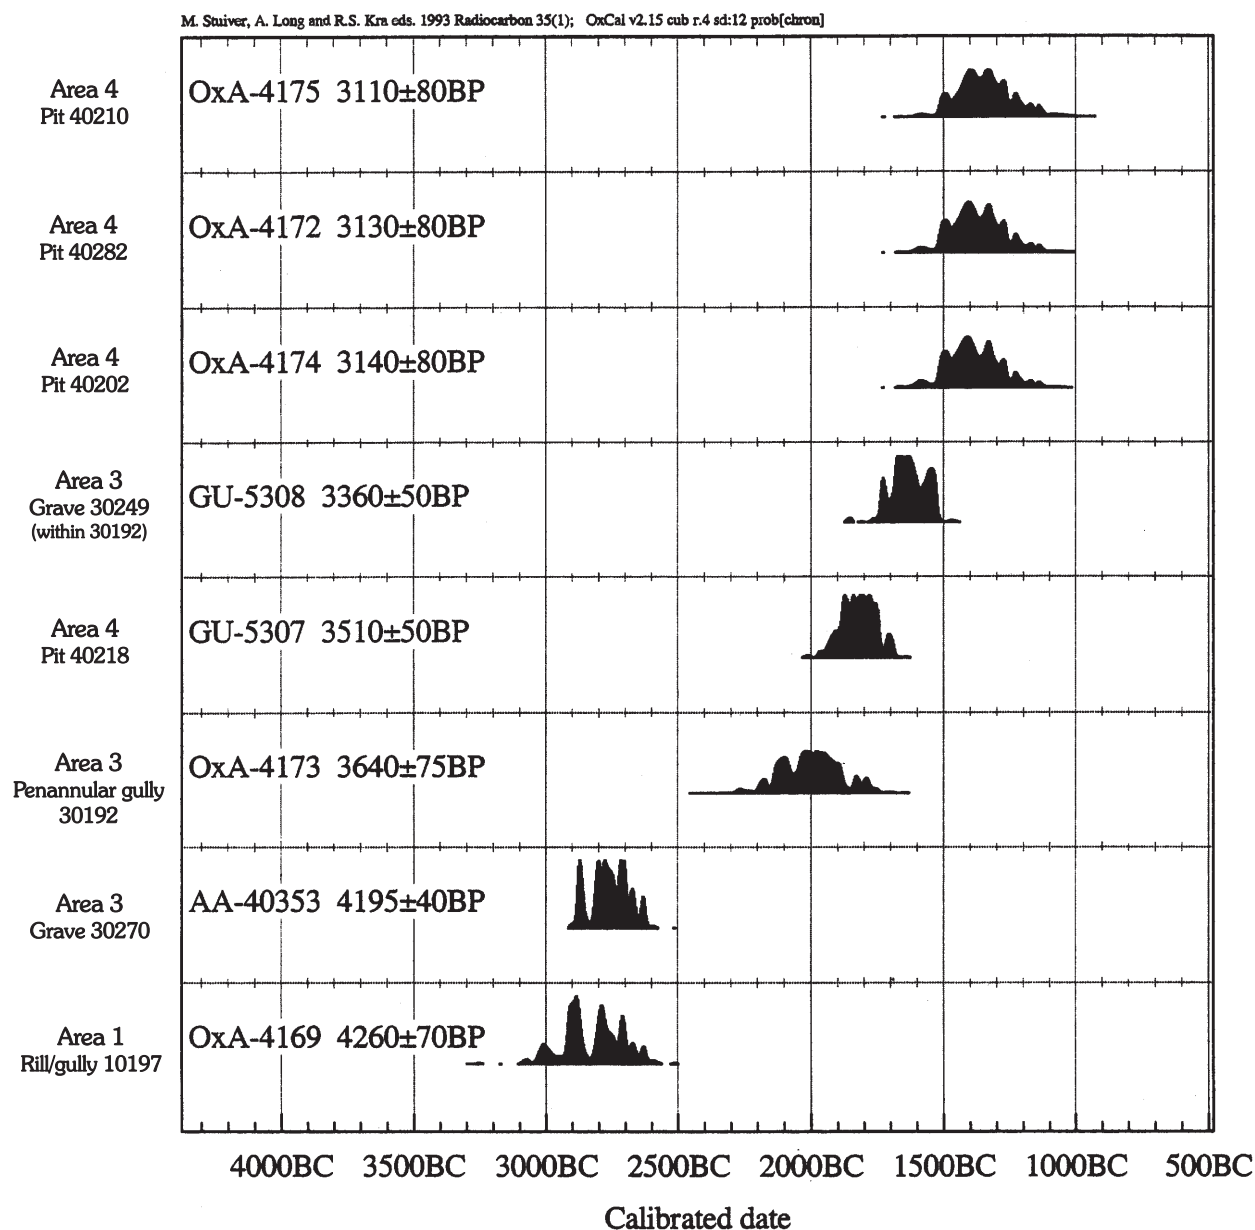 M. Stuiver, A. Long and R.S. Kra eds. 1993 Radiocarbon 35(1); OxCal v2.15 cub r.4 sd:12 prob[chron]
Area 4
Pit 40210
OxA-4175 3110±80BP
Area 4
Pit 40282
OxA-4172 3130±80BP
Area 4
Pit 40202
OxA-4174 3140±80BP
Area 3
Grave 30249
(within 30192)
GU-5308 3360±50BP
Area 4
Pit 40218
GU-5307 3510±50BP
Area 3
Penannular gully
30192
OxA-4173 3640±75BP
Area 3
Grave 30270
AA-40353 4195±40BP
Area 1
Rill/gully 10197
OxA-4169 4260±70BP
4000BC 3500BC 3000BC 2500BC 2000BC 1500BC 1000BC 500BC
Calibrated date